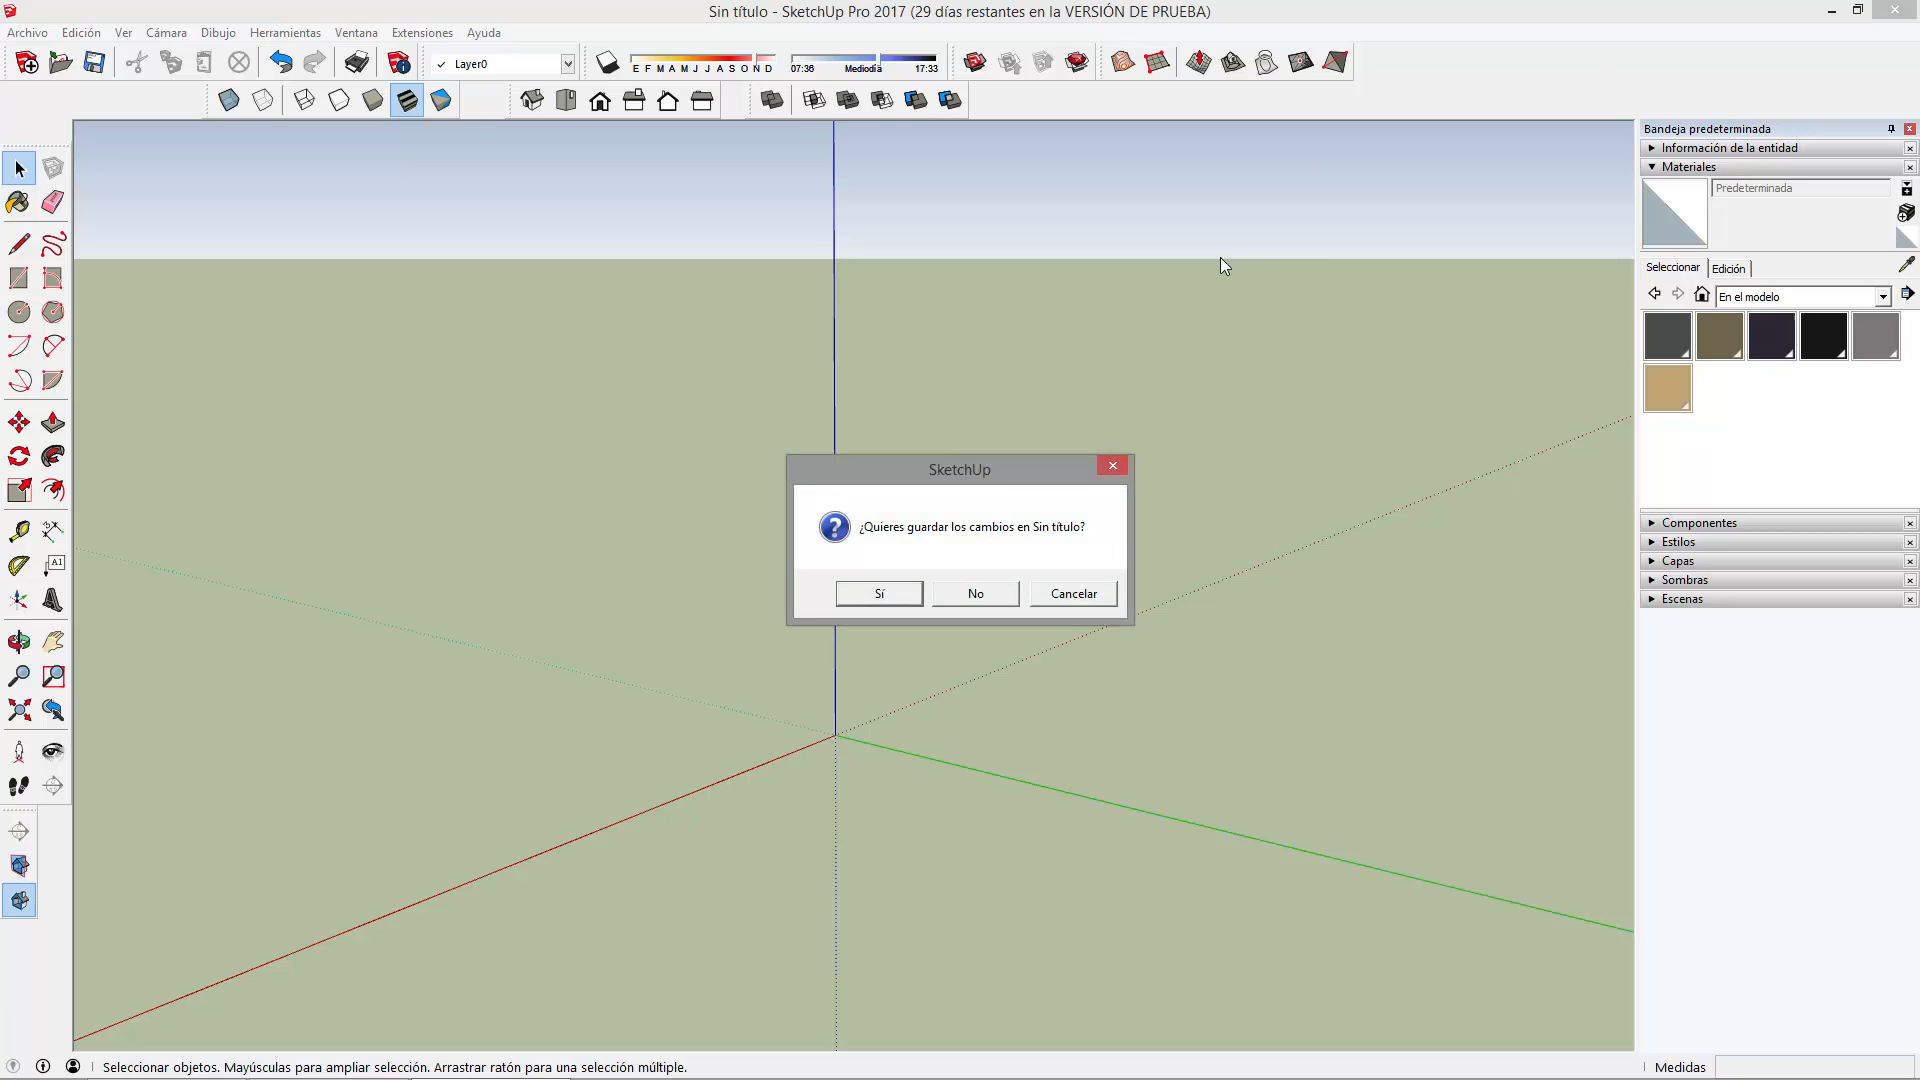 Sin título - SketchUp Pro 2017 (29 días restantes en la VERSIÓN DE PRUEBA)
Archivo Edición Ver Cámara Dibujo Herramientas Ventana Extensiones Ayuda
Layer0
E F M A M J J A S O N D
07:36 Mediodía 17:33
Bandeja predeterminada
Información de la entidad
Materiales
Predeterminada
Seleccionar Edición
En el modelo
SketchUp
¿Quieres guardar los cambios en Sin título?
Sí No Cancelar
Componentes
Estilos
Capas
Sombras
Escenas
A1
Seleccionar objetos. Mayúsculas para ampliar selección. Arrastrar ratón para una selección múltiple.
Medidas